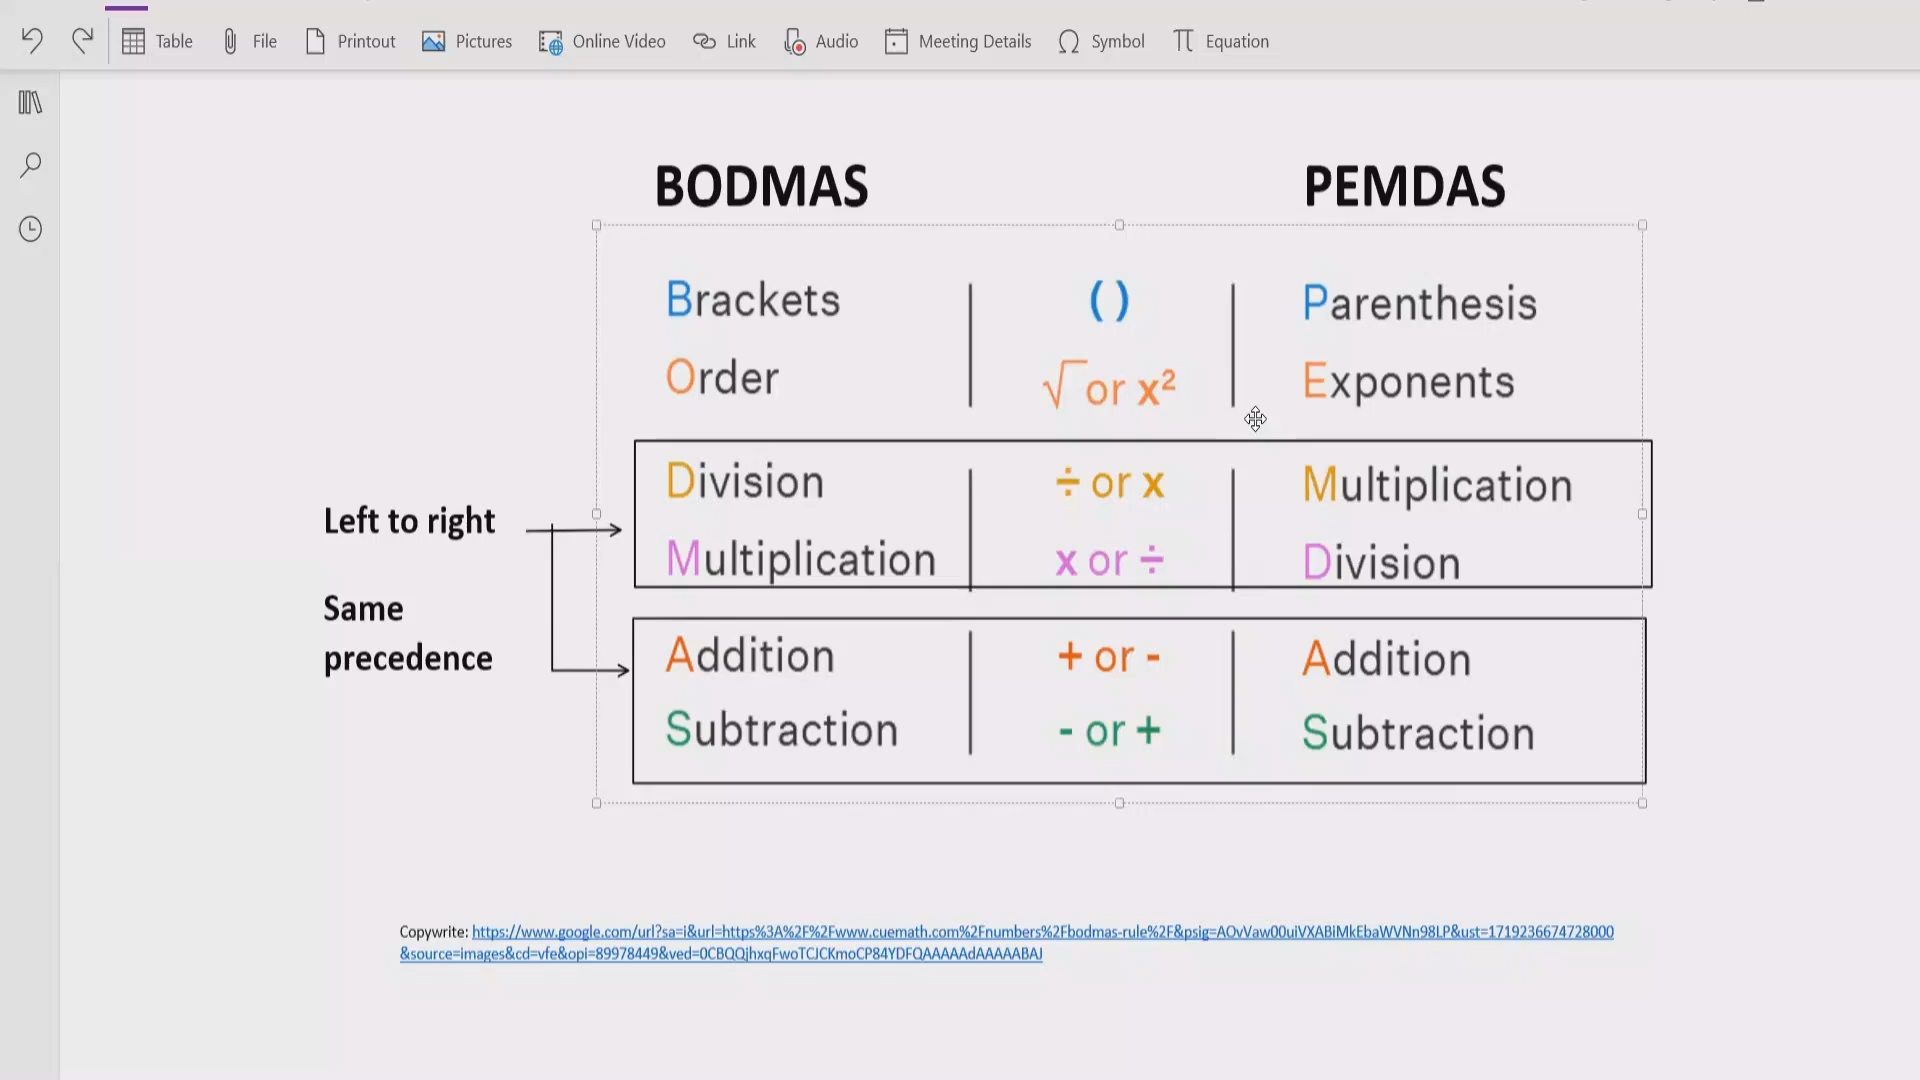 Table File Printout Pictures Online Video Link Audio Meeting Details Symbol Equation
BODMAS PEMDAS
Brackets ( ) Parenthesis
Order √ or x² Exponents
Division ÷ or x Multiplication
Left to right
Multiplication x or ÷ Division
Same
precedence
Addition + or - Addition
Subtraction - or + Subtraction
Copywrite: https://www.google.com/url?sa=i&url=https%3A%2F%2Fwww.cuemath.com%2Fnumbers%2Fbodmas-rule%2F&psig=AOvVaw00uiVXABiMkEbaWVNn98LP&ust=1719236674728000
&source=images&cd=vfe&opi=89978449&ved=0CBQQjhxqFwoTCJCKmoCP84YDFQAAAAAdAAAAABAJ